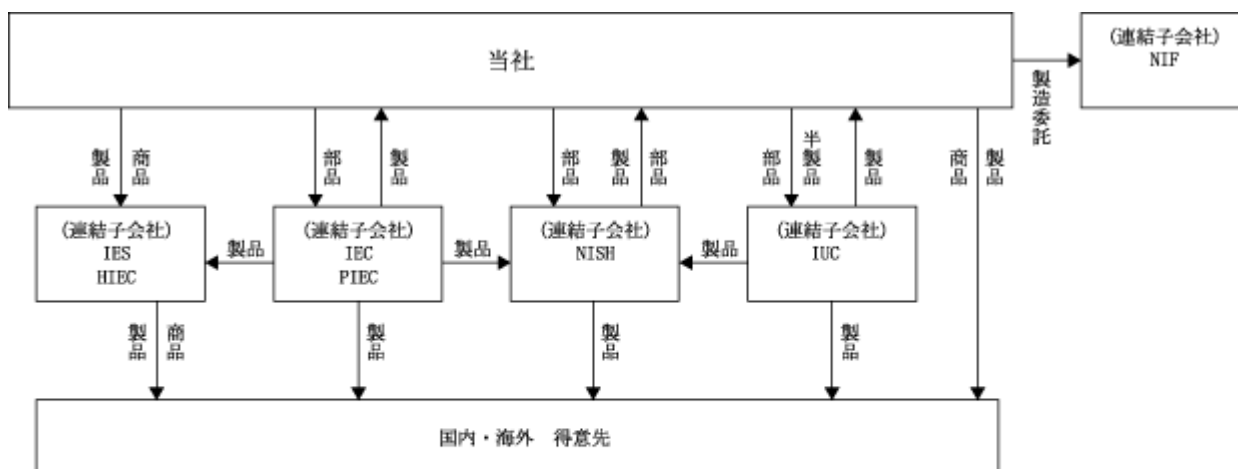 当社
(連結子会社)
NIF
製造委託
製品
商品
部品
製品
部品
製品
部品
部品
半製品
製品
商品
製品
(連結子会社)
IES
HIEC
製品
(連結子会社)
IEC
PIEC
製品
(連結子会社)
NISH
製品
(連結子会社)
IUC
製品
商品
製品
製品
製品
国内・海外 得意先